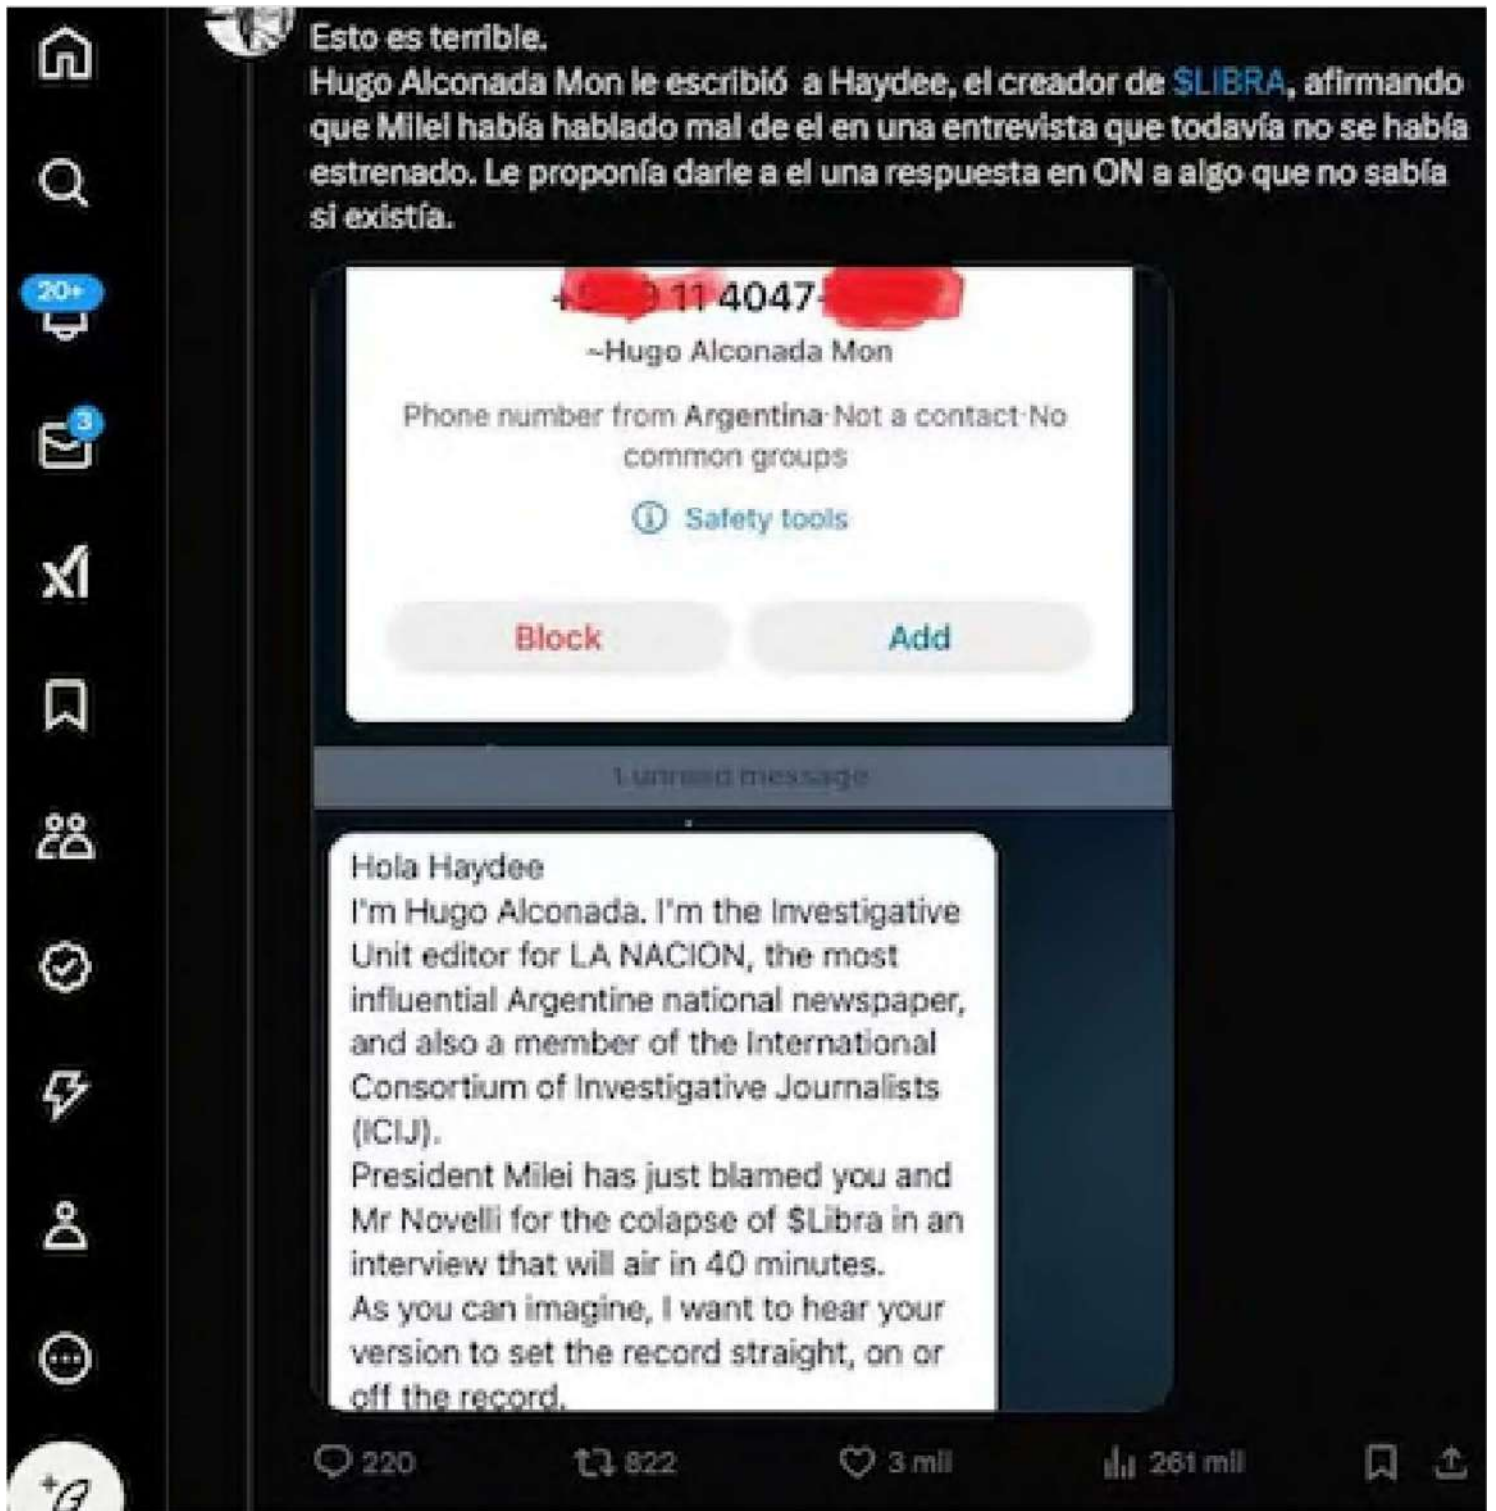 Esto es terrible.
Hugo Alconada Mon le escribió a Haydee, el creador de $LIBRA, afirmando
que Milei había hablado mal de el en una entrevista que todavía no se había
estrenado. Le proponía darle a el una respuesta en ON a algo que no sabía
si existía.
20+
3
11 4047-
~Hugo Alconada Mon
Phone number from Argentina·Not a contact·No
common groups
Safety tools
Block
Add
1 unread message
Hola Haydee
I'm Hugo Alconada. I'm the Investigative
Unit editor for LA NACION, the most
influential Argentine national newspaper,
and also a member of the International
Consortium of Investigative Journalists
(ICIJ).
President Milei has just blamed you and
Mr Novelli for the colapse of $Libra in an
interview that will air in 40 minutes.
As you can imagine, I want to hear your
version to set the record straight, on or
off the record.
220
822
3 mil
261 mil